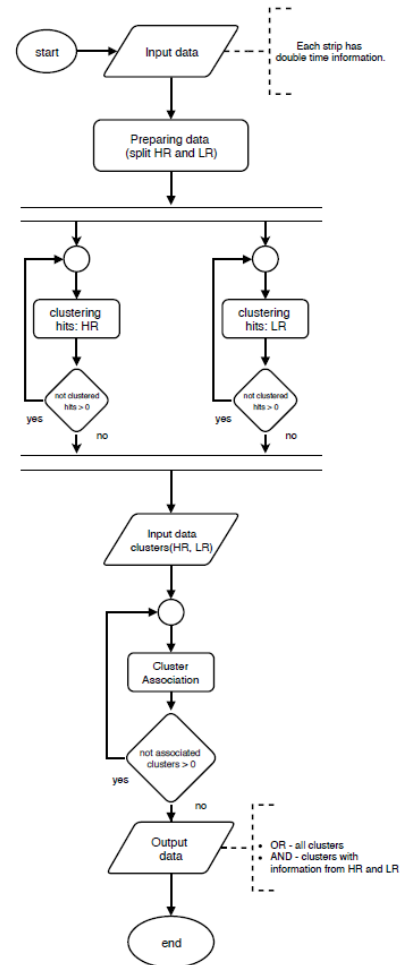 start
Input data
Each strip has
double time information.
Preparing data
(split HR and LR)
clustering
hits: HR
clustering
hits: LR
not clustered
hits > 0
not clustered
hits > 0
yes
no
yes
no
Input data
clusters(HR, LR)
Cluster
Association
not associated
clusters > 0
yes
no
Output
data
• OR - all clusters
• AND - clusters with
information from HR and LR
end